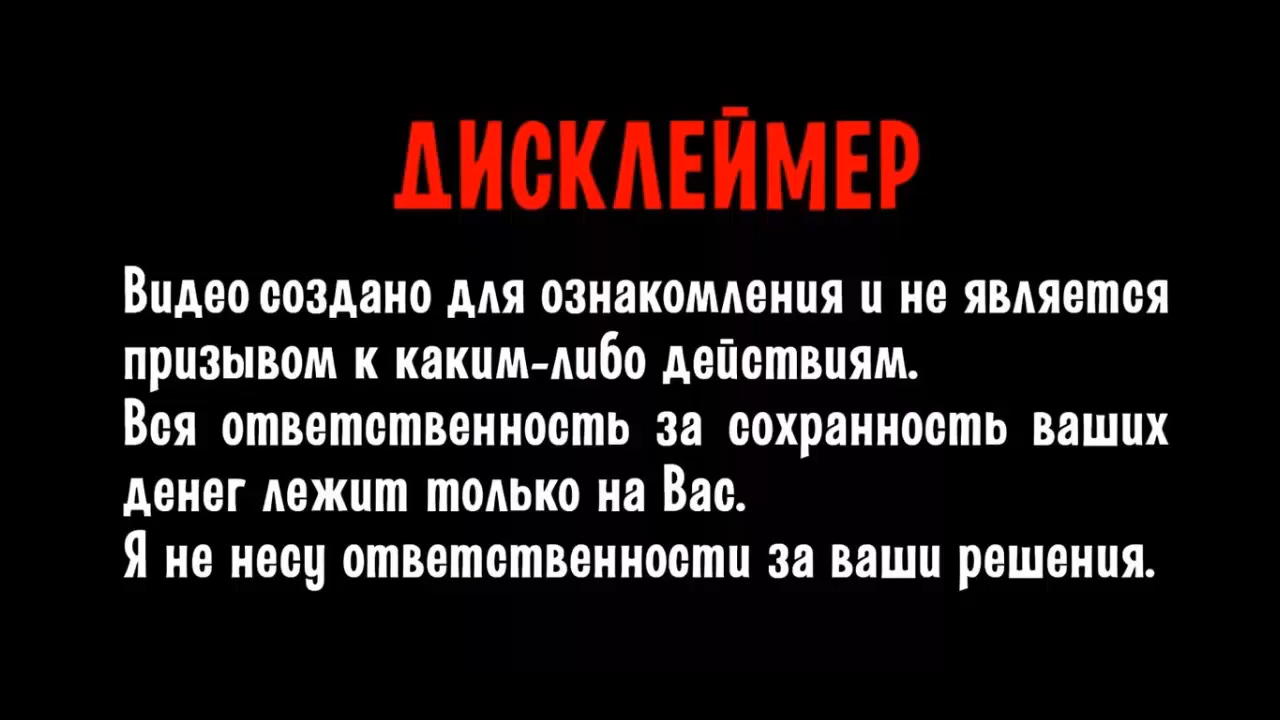 ДИСКЛЕЙМЕР
Видео создано для ознакомления и не является
призывом к каким-либо действиям.
Вся ответственность за сохранность ваших
денег лежит только на Вас.
Я не несу ответственности за ваши решения.